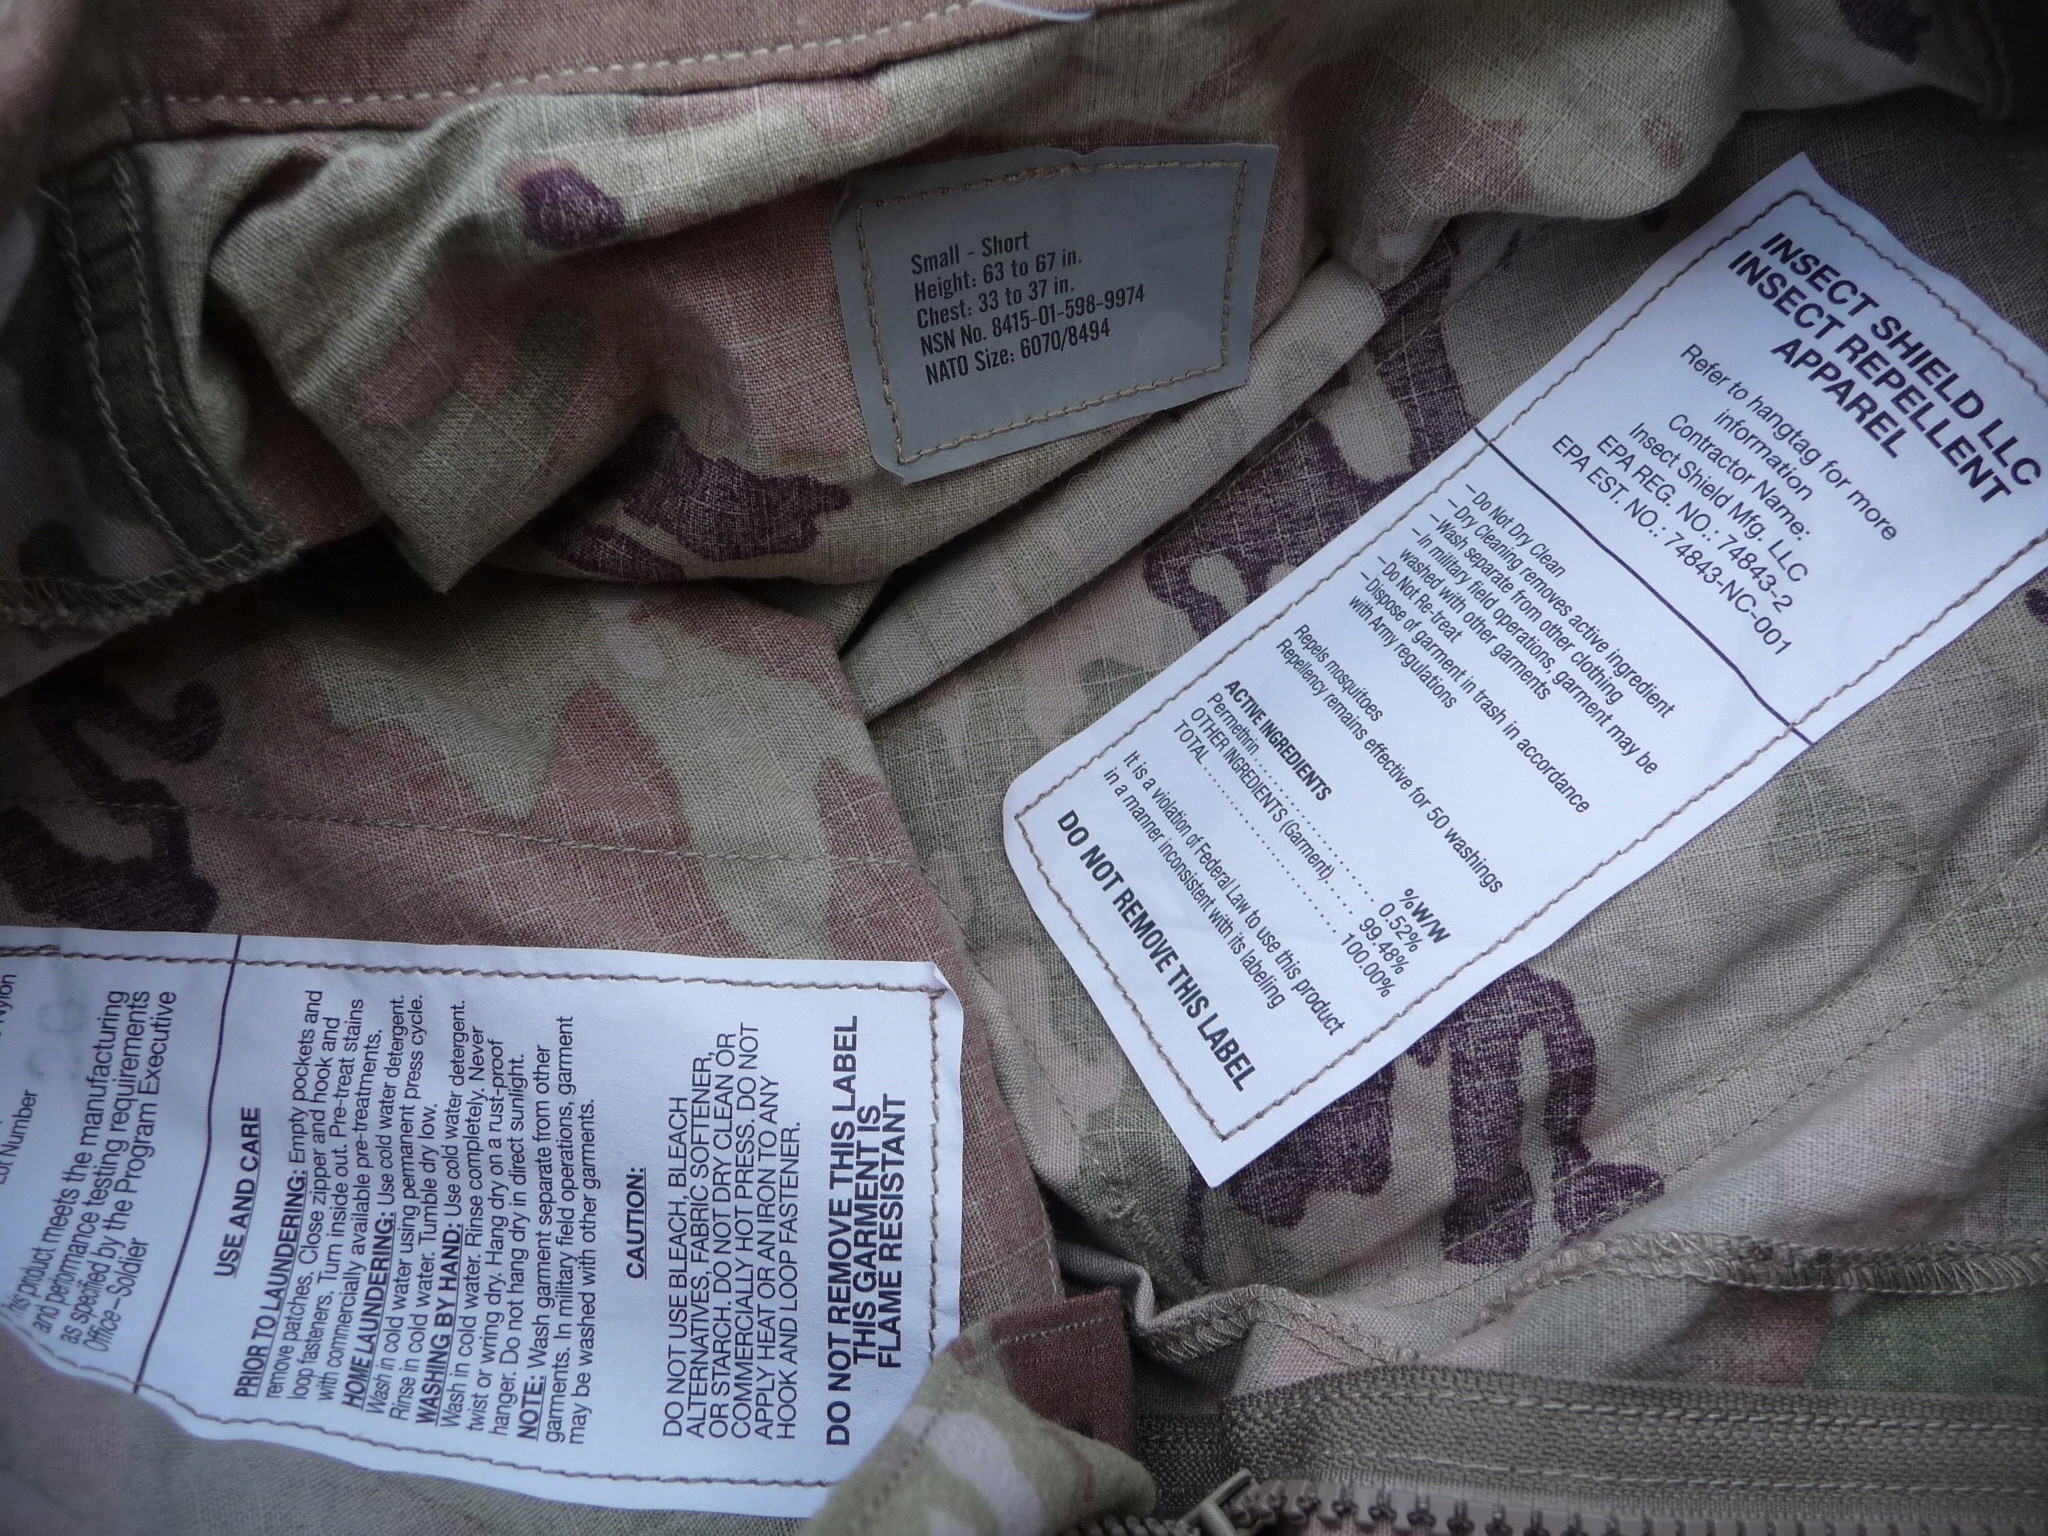 Small - Short
Height: 63 to 67 in.
Chest: 33 to 37 in.
NSN No. 8415-01-598-9974
NATO Size: 6070/8494
INSECT SHIELD LLC
INSECT REPELLENT
APPAREL
Refer to hangtag for more
information
Contractor Name:
Insect Shield Mfg. LLC
EPA REG. NO.: 74843-2
EPA EST. NO.: 74843-NC-001
–Do Not Dry Clean
–Dry Cleaning removes active ingredient
–Wash separate from other clothing
–In military field operations, garment may be
washed with other garments
–Do Not Re-treat
–Dispose of garment in trash in accordance
with Army regulations
Repels mosquitoes
Repellency remains effective for 50 washings
ACTIVE INGREDIENTS %W/W
Permethrin .................... 0.52%
OTHER INGREDIENTS (Garment) .... 99.48%
TOTAL ........................ 100.00%
It is a violation of Federal Law to use this product
in a manner inconsistent with its labeling
DO NOT REMOVE THIS LABEL
Nylon
Lot Number
This product meets the manufacturing
and performance testing requirements
as specified by the Program Executive
Office–Soldier
USE AND CARE
PRIOR TO LAUNDERING: Empty pockets and
remove patches. Close zipper and hook and
loop fasteners. Turn inside out. Pre-treat stains
with commercially available pre-treatments.
HOME LAUNDERING: Use cold water detergent.
Wash in cold water using permanent press cycle.
Rinse in cold water. Tumble dry low.
WASHING BY HAND: Use cold water detergent.
Wash in cold water. Rinse completely. Never
twist or wring dry. Hang dry on a rust-proof
hanger. Do not hang dry in direct sunlight.
NOTE: Wash garment separate from other
garments. In military field operations, garment
may be washed with other garments.
CAUTION:
DO NOT USE BLEACH, BLEACH
ALTERNATIVES, FABRIC SOFTENER,
OR STARCH. DO NOT DRY CLEAN OR
COMMERCIALLY HOT PRESS. DO NOT
APPLY HEAT OR AN IRON TO ANY
HOOK AND LOOP FASTENER.
DO NOT REMOVE THIS LABEL
THIS GARMENT IS
FLAME RESISTANT